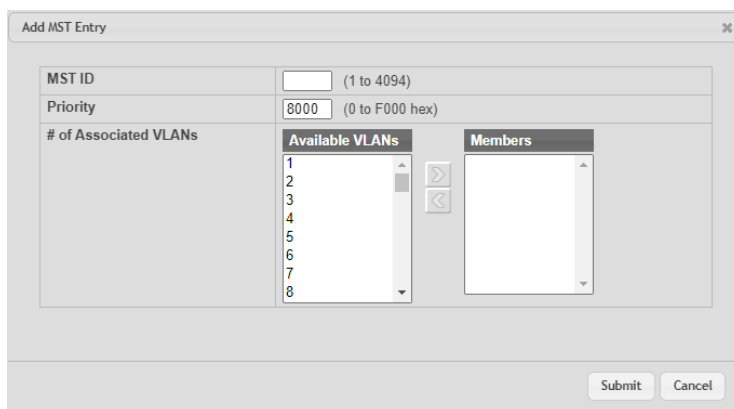 Add MST Entry
MST ID
(1 to 4094)
Priority
8000 (0 to F000 hex)
# of Associated VLANs
Available VLANs
Members
1
2
3
4
5
6
7
8
Submit
Cancel